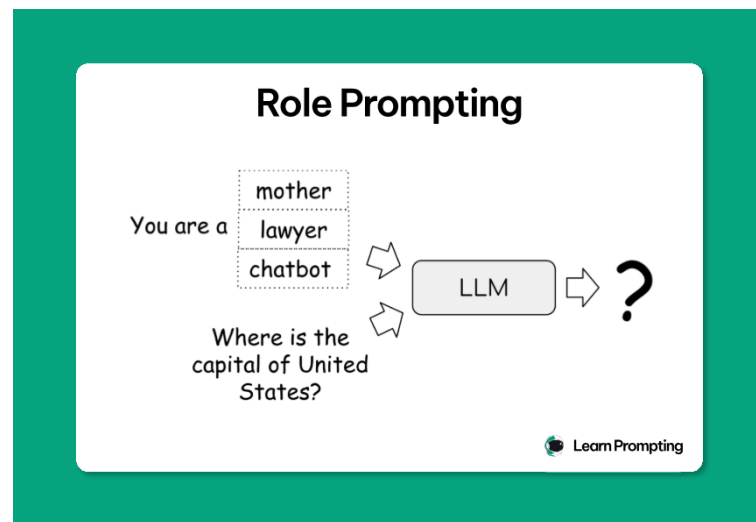 Role Prompting
mother
You are a lawyer
chatbot
LLM
?
Where is the
capital of United
States?
Learn Prompting